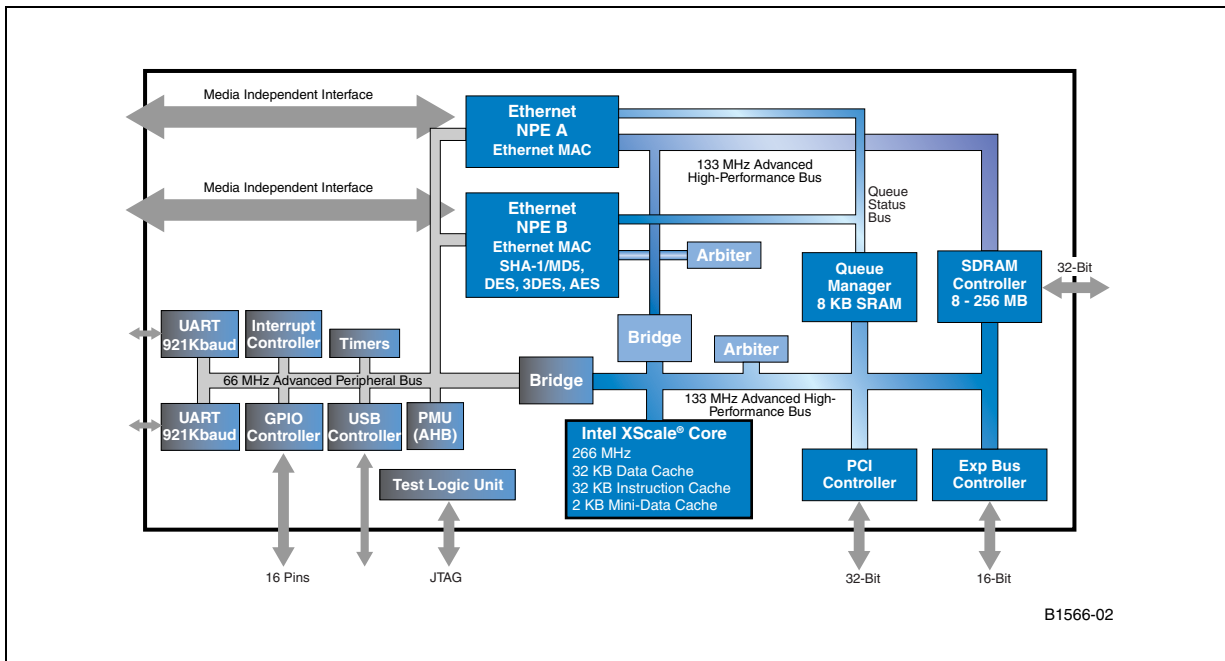 Media Independent Interface
Ethernet
NPE A
Ethernet MAC
133 MHz Advanced
High-Performance Bus
Media Independent Interface
Ethernet
NPE B
Ethernet MAC
SHA-1/MD5,
DES, 3DES, AES
Queue
Status
Bus
Arbiter
Queue
Manager
8 KB SRAM
SDRAM
Controller
8 - 256 MB
32-Bit
UART
921Kbaud
Interrupt
Controller
Timers
Bridge
Arbiter
66 MHz Advanced Peripheral Bus
Bridge
133 MHz Advanced High-
Performance Bus
UART
921Kbaud
GPIO
Controller
USB
Controller
PMU
(AHB)
Intel XScale® Core
266 MHz
32 KB Data Cache
32 KB Instruction Cache
2 KB Mini-Data Cache
PCI
Controller
Exp Bus
Controller
Test Logic Unit
16 Pins
JTAG
32-Bit
16-Bit
B1566-02